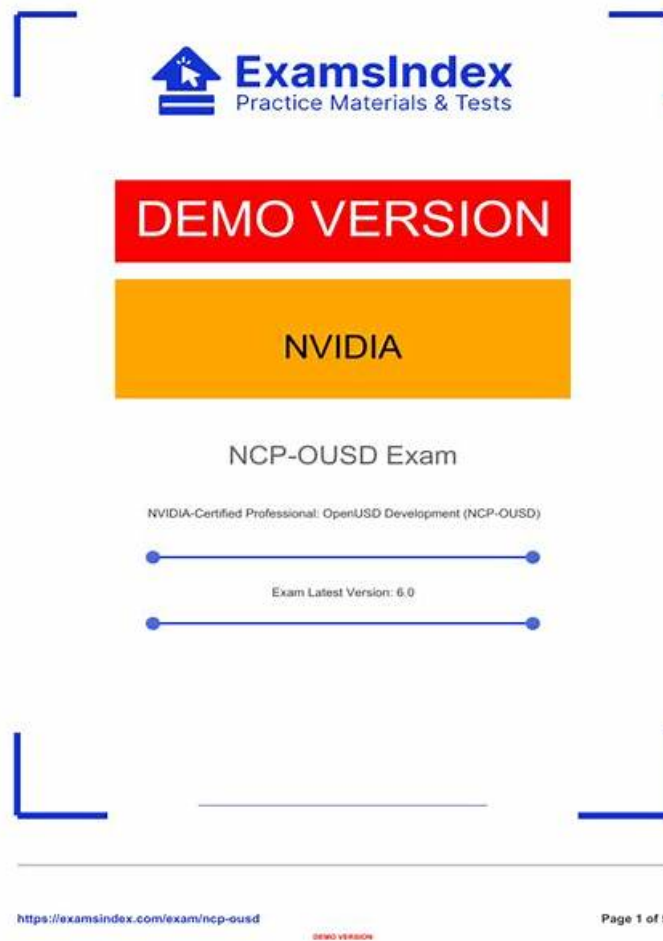 ExamsIndex
Practice Materials & Tests
DEMO VERSION
NVIDIA
NCP-OUSD Exam
NVIDIA-Certified Professional: OpenUSD Development (NCP-OUSD)
Exam Latest Version: 6.0
https://examsindex.com/exam/ncp-ousd
Page 1 of
DEMO VERSION